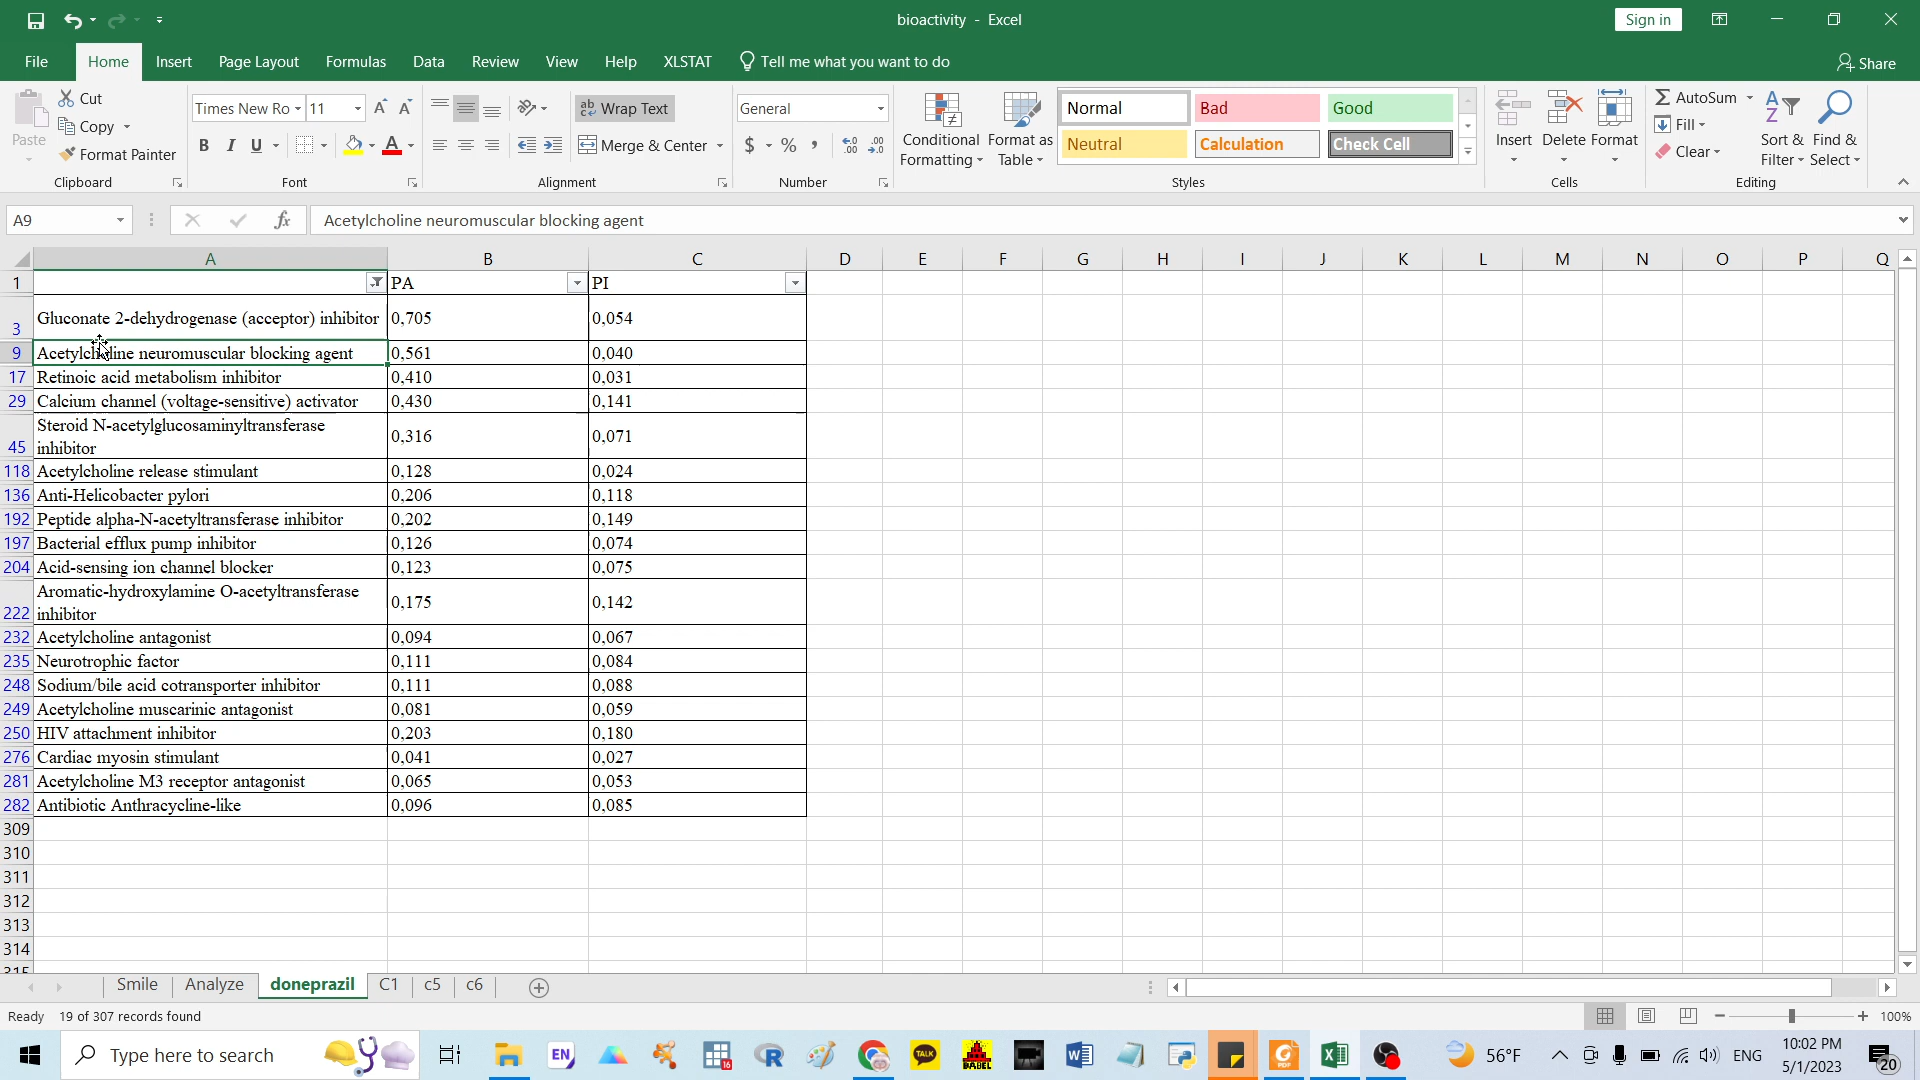 bioactivity - Excel
Sign in
File Home Insert Page Layout Formulas Data Review View Help XLSTAT Tell me what you want to do Share
Paste Cut Copy Format Painter Clipboard
Times New Ro 11 B I U A Font
ab Wrap Text Merge & Center Alignment
General $ % , Number
Conditional Formatting Format as Table
Normal Bad Good
Neutral Calculation Check Cell
Styles
Insert Delete Format Cells
AutoSum Fill Clear Sort & Filter Find & Select Editing
A9 fx Acetylcholine neuromuscular blocking agent
A B C D E F G H I J K L M N O P Q
1 PA PI
3 Gluconate 2-dehydrogenase (acceptor) inhibitor 0,705 0,054
9 Acetylcholine neuromuscular blocking agent 0,561 0,040
17 Retinoic acid metabolism inhibitor 0,410 0,031
29 Calcium channel (voltage-sensitive) activator 0,430 0,141
45 Steroid N-acetylglucosaminyltransferase
inhibitor 0,316 0,071
118 Acetylcholine release stimulant 0,128 0,024
136 Anti-Helicobacter pylori 0,206 0,118
192 Peptide alpha-N-acetyltransferase inhibitor 0,202 0,149
197 Bacterial efflux pump inhibitor 0,126 0,074
204 Acid-sensing ion channel blocker 0,123 0,075
222 Aromatic-hydroxylamine O-acetyltransferase
inhibitor 0,175 0,142
232 Acetylcholine antagonist 0,094 0,067
235 Neurotrophic factor 0,111 0,084
248 Sodium/bile acid cotransporter inhibitor 0,111 0,088
249 Acetylcholine muscarinic antagonist 0,081 0,059
250 HIV attachment inhibitor 0,203 0,180
276 Cardiac myosin stimulant 0,041 0,027
281 Acetylcholine M3 receptor antagonist 0,065 0,053
282 Antibiotic Anthracycline-like 0,096 0,085
309
310
311
312
313
314
315
Smile Analyze doneprazil C1 c5 c6
Ready 19 of 307 records found 100%
Type here to search EN 16 R TALK BABEL W X 56°F ENG 10:02 PM
5/1/2023 20